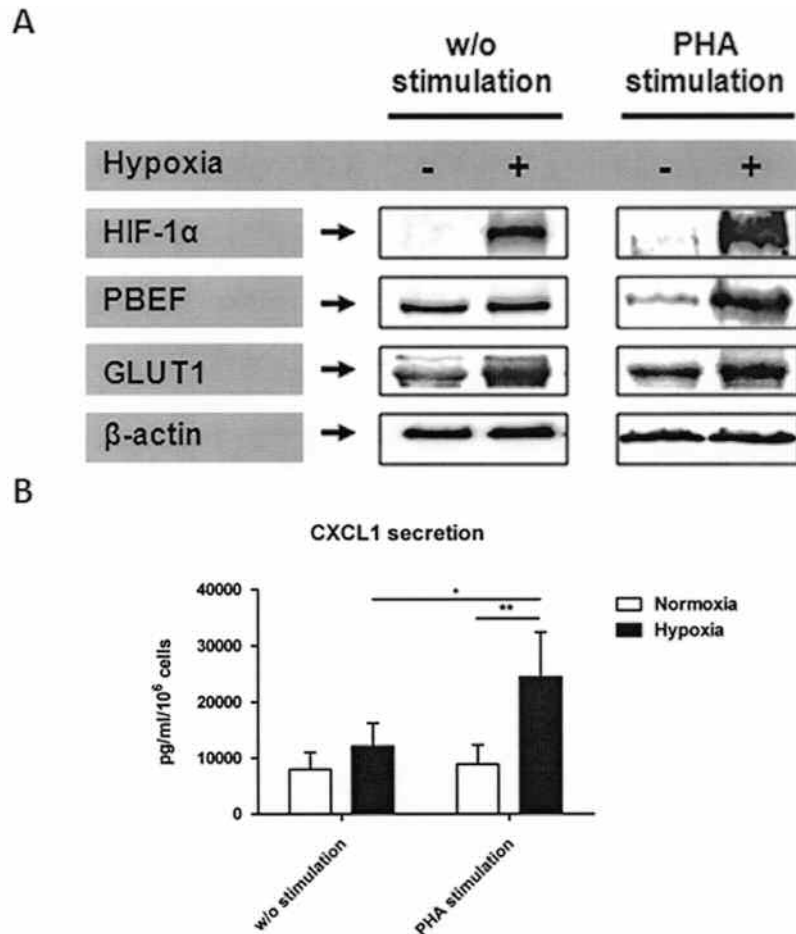 A
w/o
stimulation
PHA
stimulation
Hypoxia - + - +
HIF-1α
PBEF
GLUT1
β-actin
B
CXCL1 secretion
40000
30000
20000
10000
0
pg/ml/10⁶ cells
* 
**
Normoxia
Hypoxia
w/o stimulation
PHA stimulation